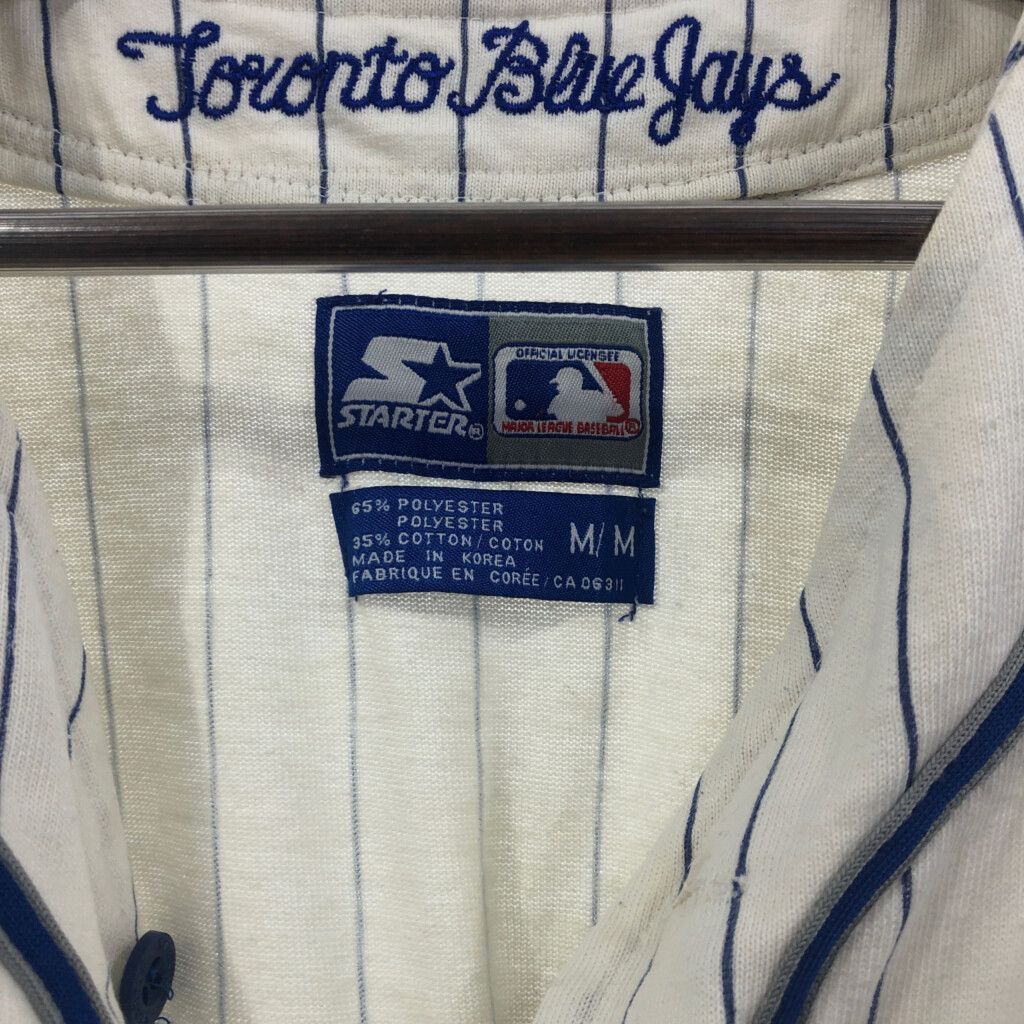 Toronto Blue Jays
STARTER®
OFFICIAL LICENSEE
MAJOR LEAGUE BASEBALL®
65% POLYESTER
POLYESTER
35% COTTON/COTON
MADE IN KOREA
FABRIQUE EN CORÉE/CA 06311
M/M